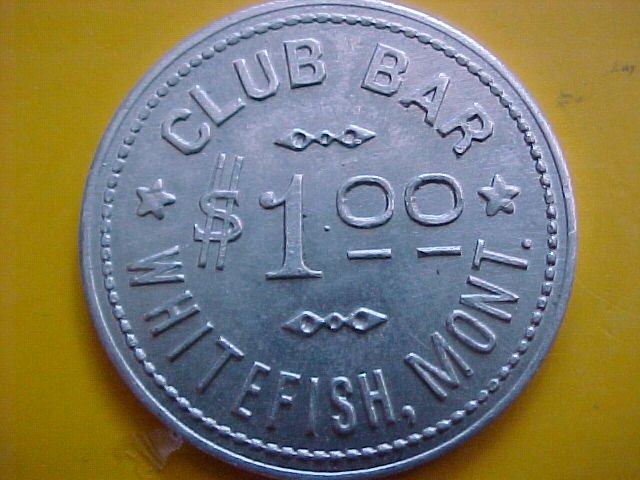 CLUB BAR
$1.00
WHITEFISH, MONT.